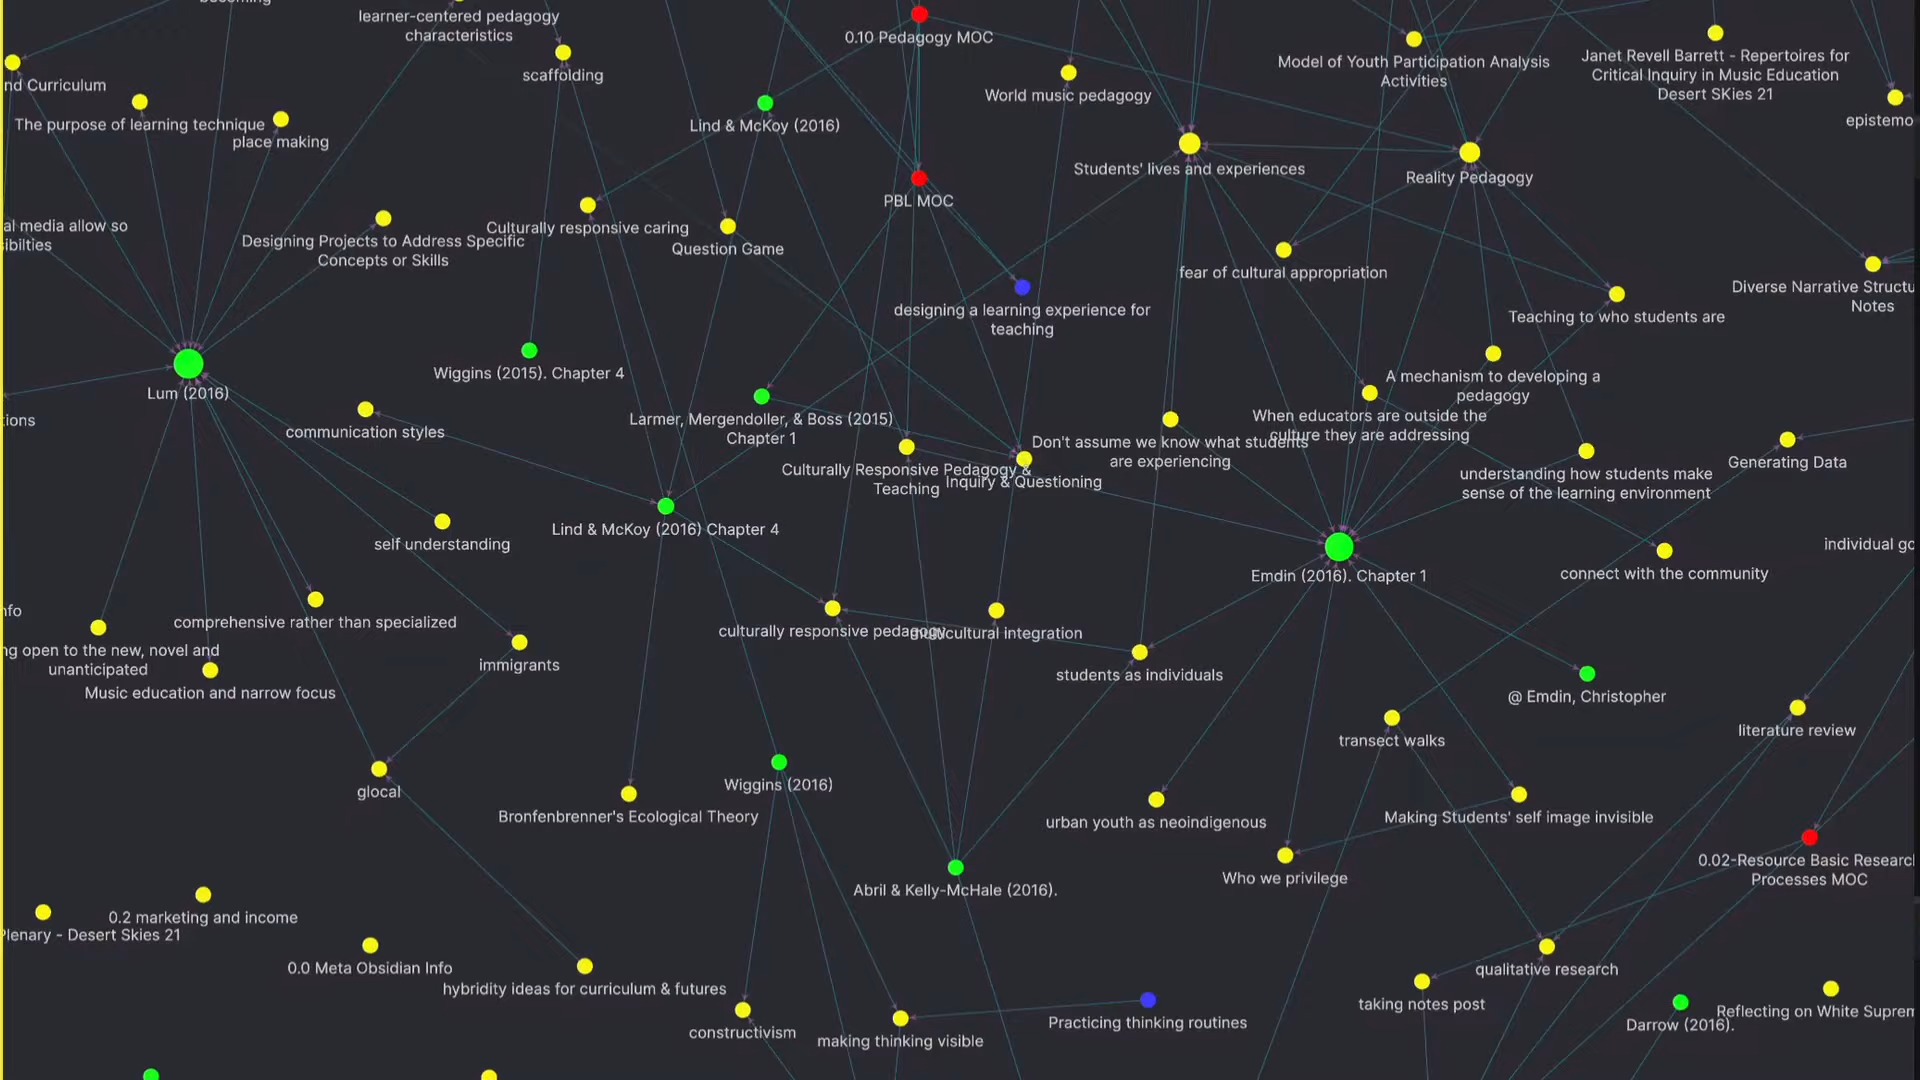 becoming
learner-centered pedagogy
characteristics
0.10 Pedagogy MOC
scaffolding
nd Curriculum
World music pedagogy
Model of Youth Participation Analysis
Activities
Janet Revell Barrett - Repertoires for
Critical Inquiry in Music Education
Desert SKies 21
epistemo
The purpose of learning technique
place making
Lind & McKoy (2016)
Students' lives and experiences
Reality Pedagogy
PBL MOC
al media allow so
sibilties
Designing Projects to Address Specific
Concepts or Skills
Culturally responsive caring
Question Game
fear of cultural appropriation
Diverse Narrative Structu
Notes
designing a learning experience for
teaching
Teaching to who students are
Wiggins (2015). Chapter 4
Lum (2016)
A mechanism to developing a
pedagogy
tions
communication styles
Larmer, Mergendoller, & Boss (2015)
Chapter 1
When educators are outside the
culture they are addressing
Don't assume we know what students
are experiencing
Culturally Responsive Pedagogy &
Teaching
Inquiry & Questioning
Generating Data
understanding how students make
sense of the learning environment
Lind & McKoy (2016) Chapter 4
self understanding
individual go
Emdin (2016). Chapter 1
connect with the community
nfo
comprehensive rather than specialized
culturally responsive pedagogy
multicultural integration
ng open to the new, novel and
unanticipated
immigrants
students as individuals
Music education and narrow focus
@ Emdin, Christopher
transect walks
literature review
glocal
Wiggins (2016)
Bronfenbrenner's Ecological Theory
urban youth as neoindigenous
Making Students' self image invisible
0.02-Resource Basic Research
Processes MOC
Who we privilege
Abril & Kelly-McHale (2016).
0.2 marketing and income
Plenary - Desert Skies 21
0.0 Meta Obsidian Info
hybridity ideas for curriculum & futures
qualitative research
taking notes post
Reflecting on White Suprem
Darrow (2016).
constructivism
making thinking visible
Practicing thinking routines